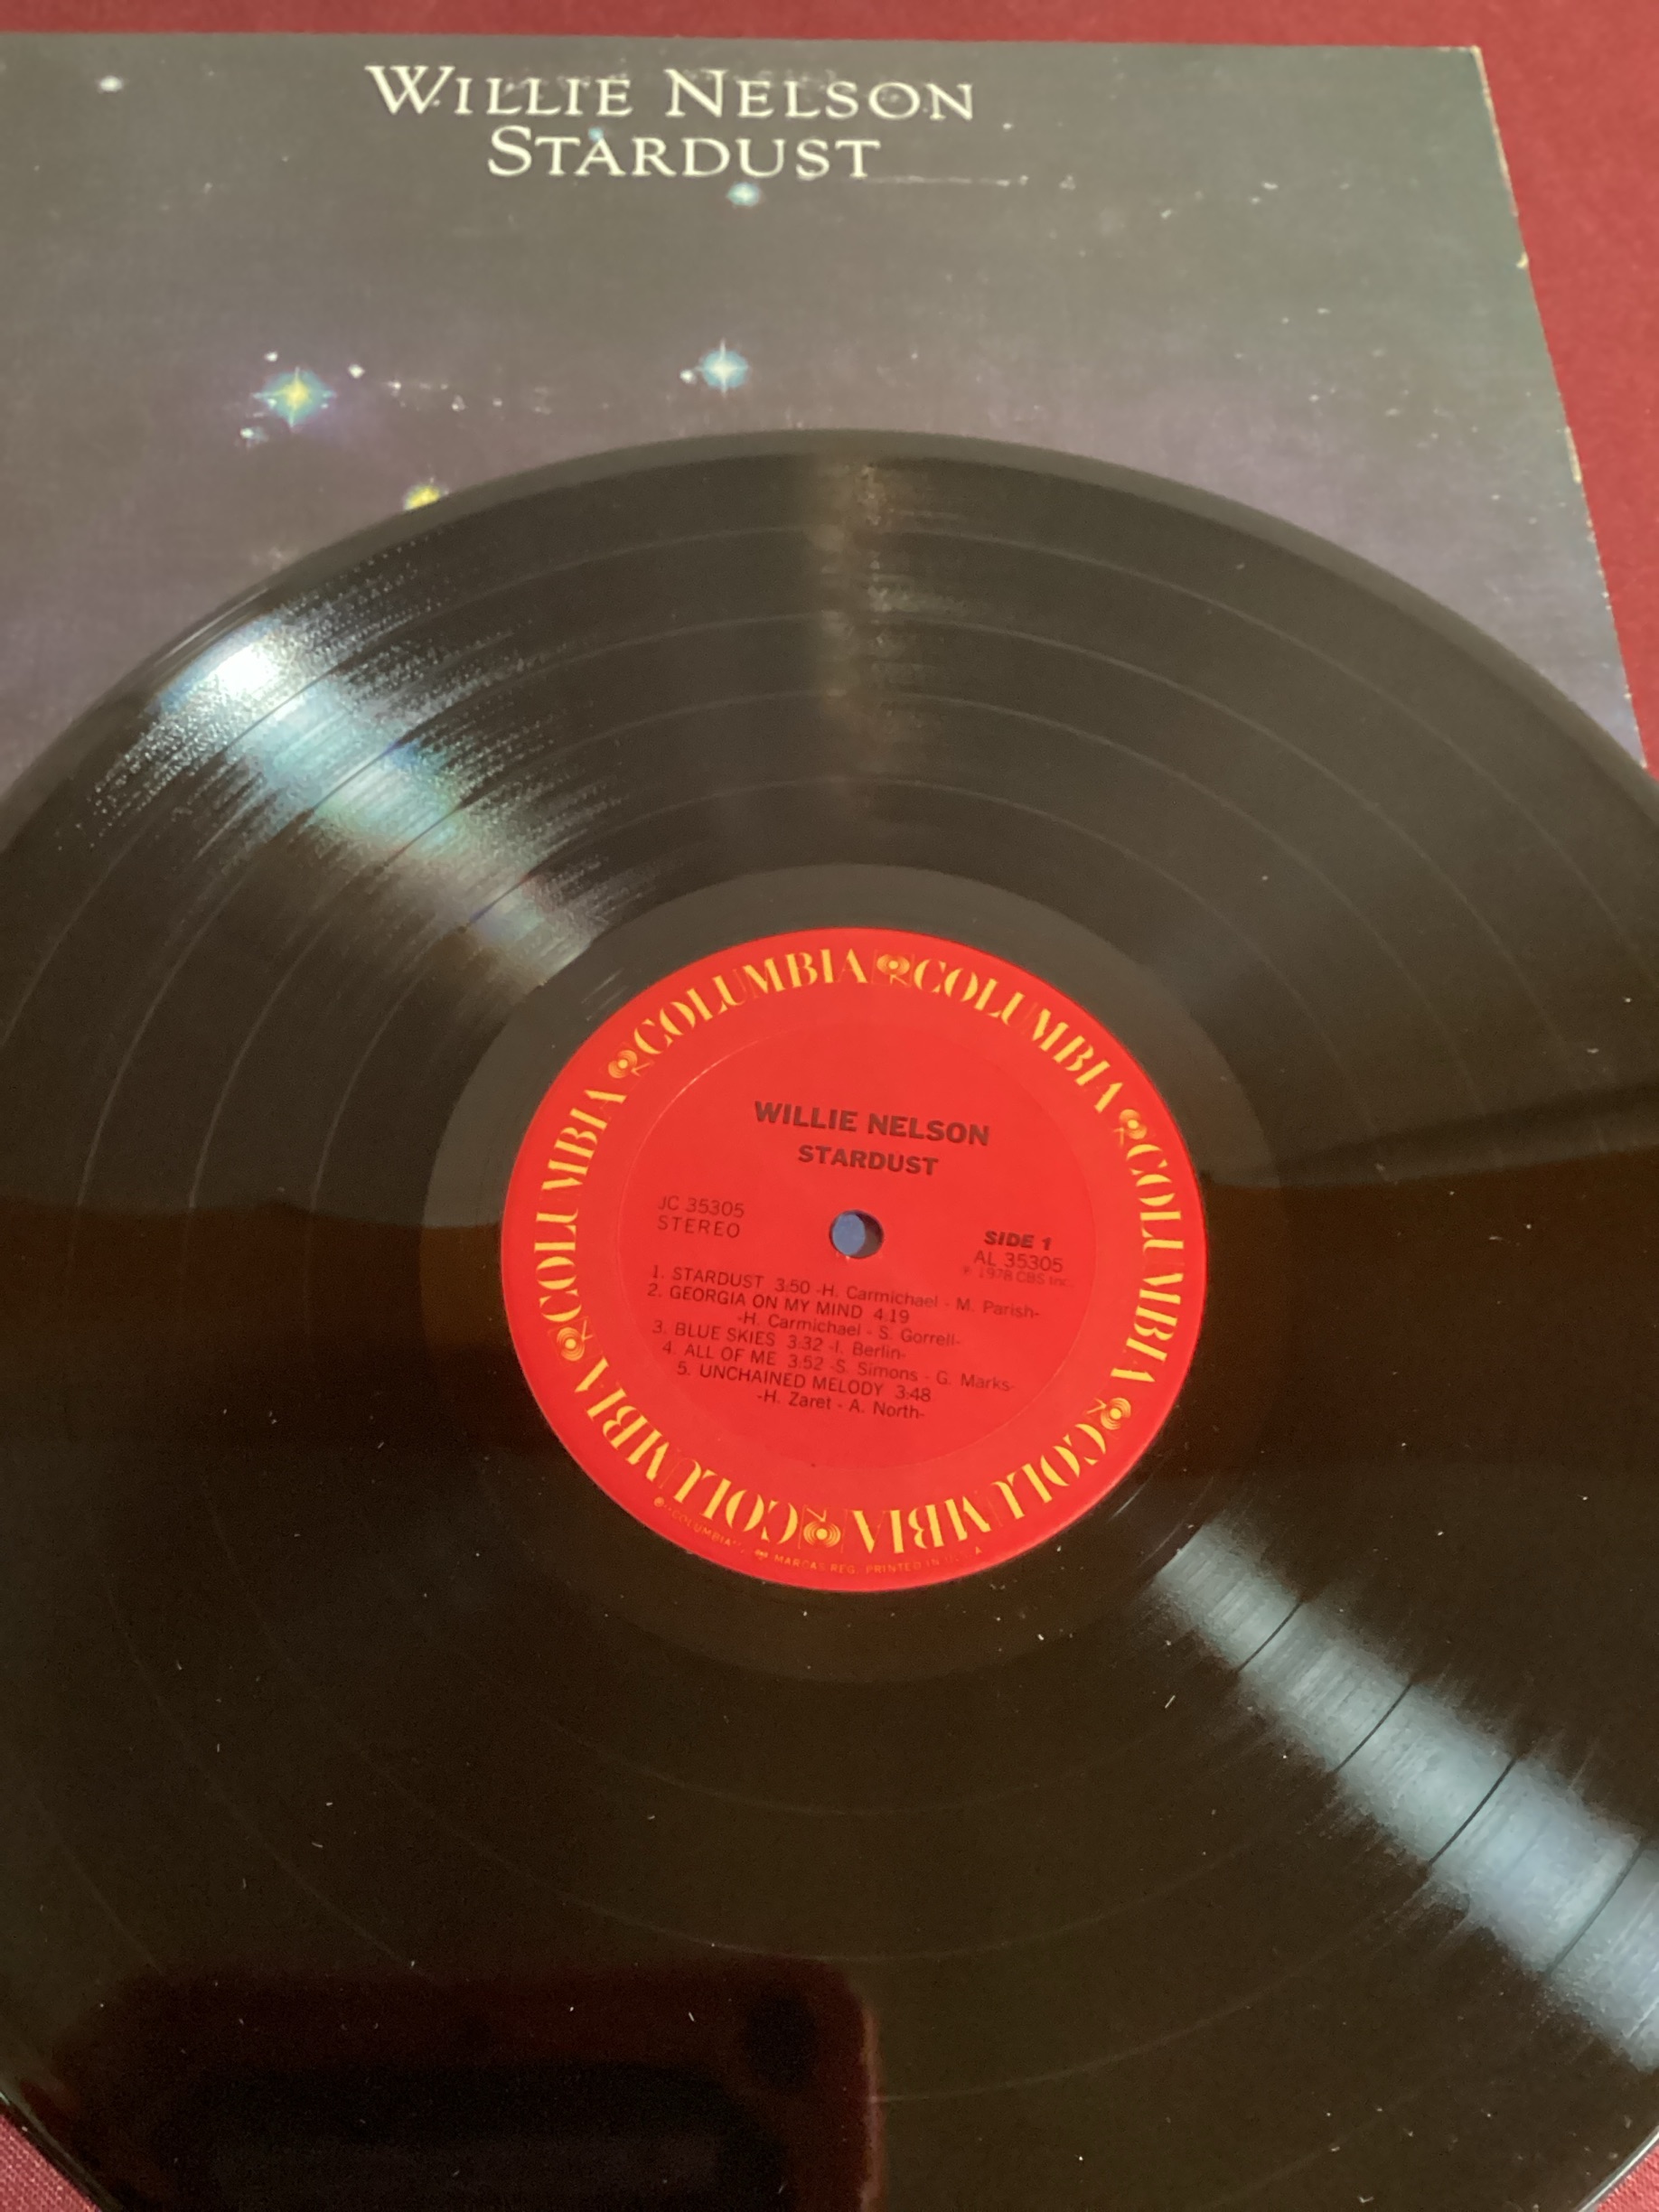 WILLIE NELSON
STARDUST
COLUMBIA COLUMBIA COLUMBIA COLUMBIA COLUMBIA COLUMBIA
WILLIE NELSON
STARDUST
JC 35305
STEREO
SIDE 1
AL 35305
℗ 1978 CBS Inc.
1. STARDUST 3:50 -H. Carmichael - M. Parish-
2. GEORGIA ON MY MIND 4:19
-H. Carmichael - S. Gorrell-
3. BLUE SKIES 3:32 -I. Berlin-
4. ALL OF ME 3:52 -S. Simons - G. Marks-
5. UNCHAINED MELODY 3:48
-H. Zaret - A. North-
"COLUMBIA", MARCAS REG. PRINTED IN U.S.A.